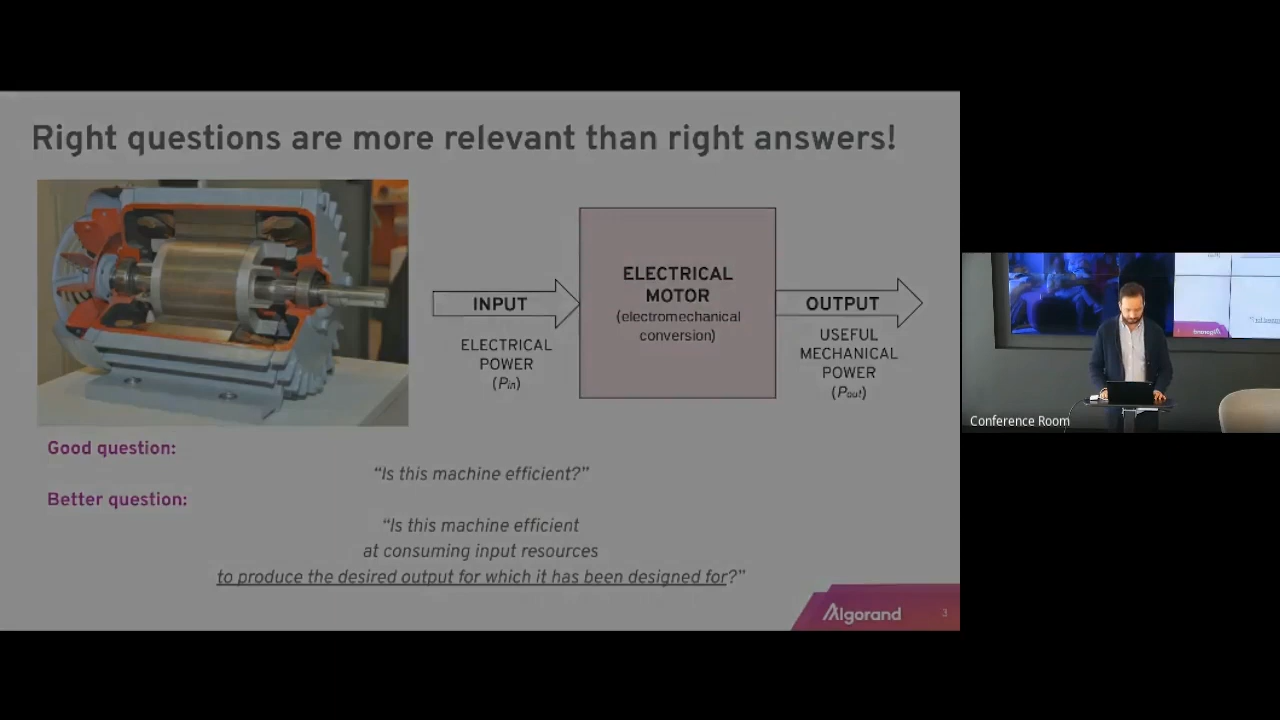 Right questions are more relevant than right answers!
INPUT
ELECTRICAL
POWER
(Pin)
ELECTRICAL
MOTOR
(electromechanical
conversion)
OUTPUT
USEFUL
MECHANICAL
POWER
(Pout)
Good question:
“Is this machine efficient?”
Better question:
“Is this machine efficient
at consuming input resources
to produce the desired output for which it has been designed for?”
Algorand
3
Conference Room